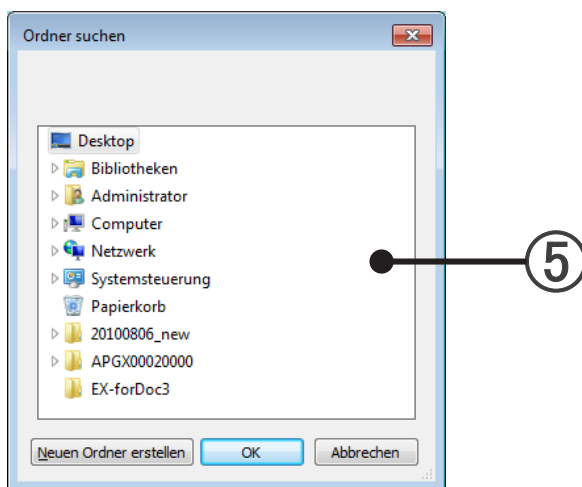 Ordner suchen
Desktop
Bibliotheken
Administrator
Computer
Netzwerk
Systemsteuerung
Papierkorb
20100806_new
APGX00020000
EX-forDoc3
Neuen Ordner erstellen OK Abbrechen
⑤